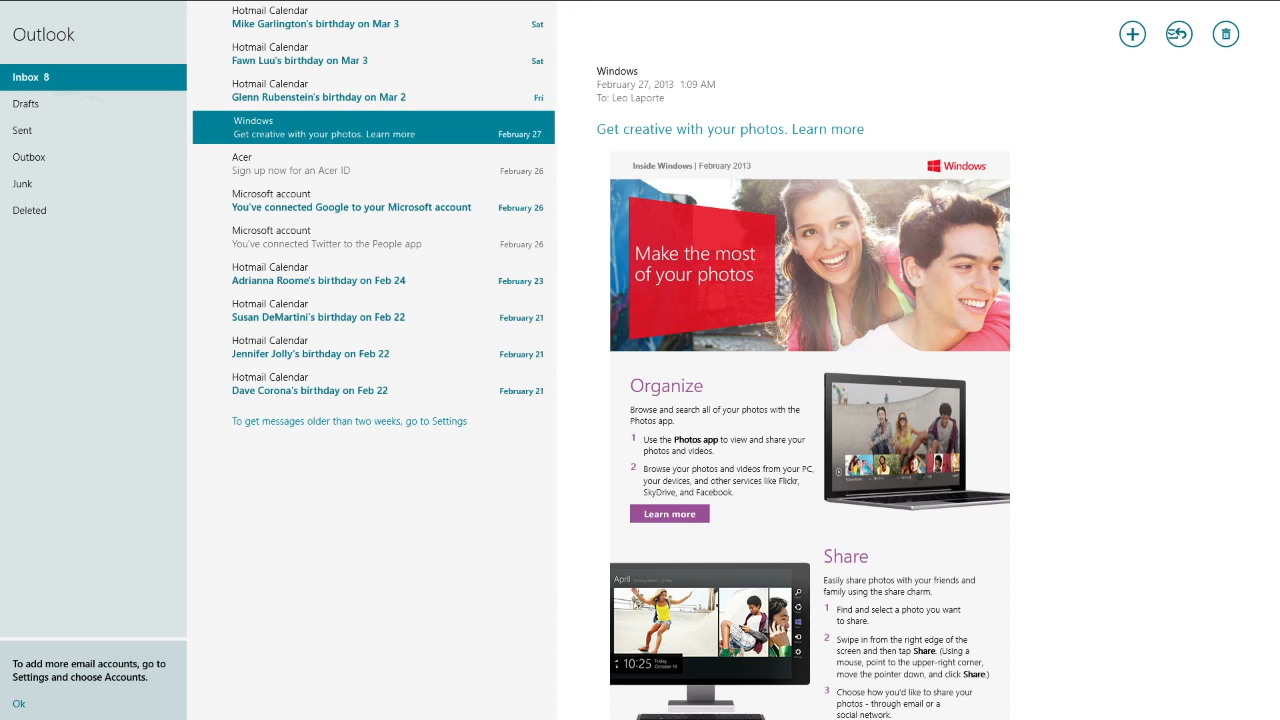 Outlook
Inbox 8
Drafts
Sent
Outbox
Junk
Deleted
To add more email accounts, go to
Settings and choose Accounts.
Ok
Hotmail Calendar
Mike Garlington's birthday on Mar 3 Sat
Hotmail Calendar
Fawn Luu's birthday on Mar 3 Sat
Hotmail Calendar
Glenn Rubenstein's birthday on Mar 2 Fri
Windows
Get creative with your photos. Learn more February 27
Acer
Sign up now for an Acer ID February 26
Microsoft account
You've connected Google to your Microsoft account February 26
Microsoft account
You've connected Twitter to the People app February 26
Hotmail Calendar
Adrianna Roome's birthday on Feb 24 February 23
Hotmail Calendar
Susan DeMartini's birthday on Feb 22 February 21
Hotmail Calendar
Jennifer Jolly's birthday on Feb 22 February 21
Hotmail Calendar
Dave Corona's birthday on Feb 22 February 21
To get messages older than two weeks, go to Settings
Windows
February 27, 2013 1:09 AM
To: Leo Laporte
Get creative with your photos. Learn more
Inside Windows | February 2013
Windows
Make the most
of your photos
Organize
Browse and search all of your photos with the
Photos app.
1 Use the Photos app to view and share your
photos and videos.
2 Browse your photos and videos from your PC,
your devices, and other services like Flickr,
SkyDrive, and Facebook.
Learn more
April
10:25 Friday
October 19
Share
Easily share photos with your friends and
family using the share charm.
1 Find and select a photo you want
to share.
2 Swipe in from the right edge of the
screen and then tap Share. (Using a
mouse, point to the upper-right corner,
move the pointer down, and click Share.)
3 Choose how you'd like to share your
photos - through email or a
social network.